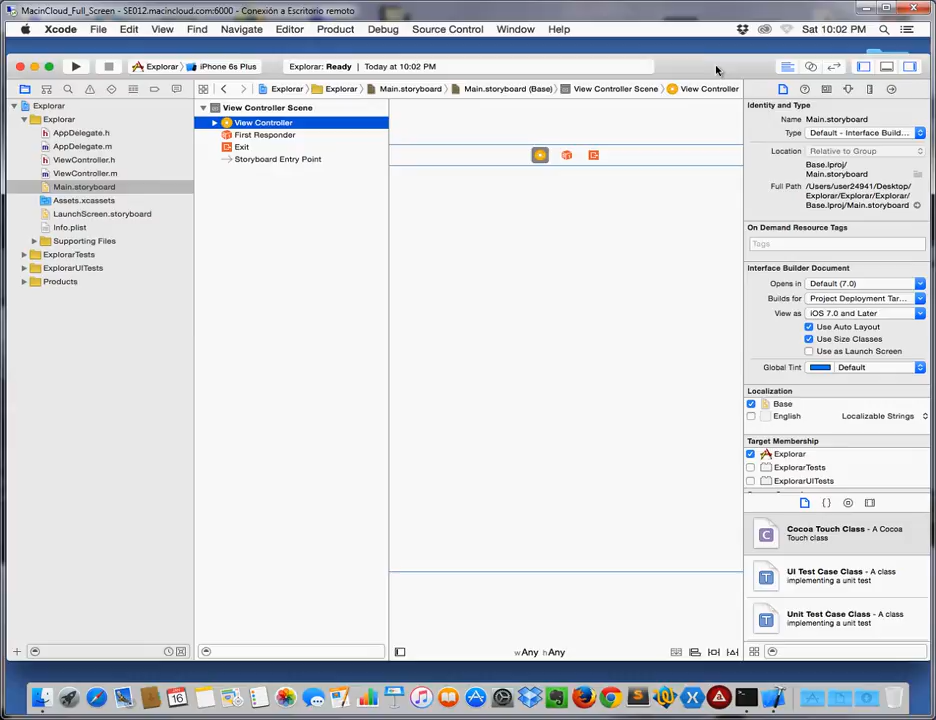 MacinCloud_Full_Screen - SE012.macincloud.com:6000 - Conexión a Escritorio remoto
Xcode File Edit View Find Navigate Editor Product Debug Source Control Window Help Sat 10:02 PM
Explorar iPhone 6s Plus Explorar: Ready | Today at 10:02 PM
Explorar Explorar Main.storyboard Main.storyboard (Base) View Controller Scene View Controller
Explorar
Explorar
AppDelegate.h
AppDelegate.m
ViewController.h
ViewController.m
Main.storyboard
Assets.xcassets
LaunchScreen.storyboard
Info.plist
Supporting Files
ExplorarTests
ExplorarUITests
Products
View Controller Scene
View Controller
First Responder
Exit
Storyboard Entry Point
wAny hAny
Identity and Type
Name Main.storyboard
Type Default - Interface Build...
Location Relative to Group
Base.lproj/
Main.storyboard
Full Path /Users/user24941/Desktop/
Explorar/Explorar/Explorar/
Base.lproj/Main.storyboard
On Demand Resource Tags
Tags
Interface Builder Document
Opens in Default (7.0)
Builds for Project Deployment Tar...
View as iOS 7.0 and Later
Use Auto Layout
Use Size Classes
Use as Launch Screen
Global Tint Default
Localization
Base
English Localizable Strings
Target Membership
Explorar
ExplorarTests
ExplorarUITests
C
Cocoa Touch Class - A Cocoa
Touch class
T
UI Test Case Class - A class
implementing a unit test
T
Unit Test Case Class - A class
implementing a unit test
JAN
16